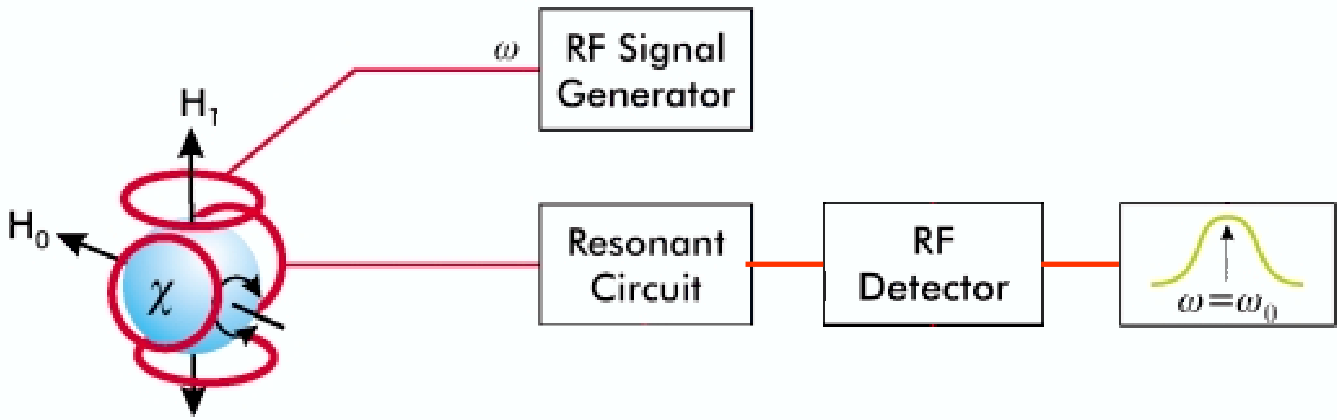 ω
RF Signal
Generator
H₁
H₀
χ
Resonant
Circuit
RF
Detector
ω=ω₀